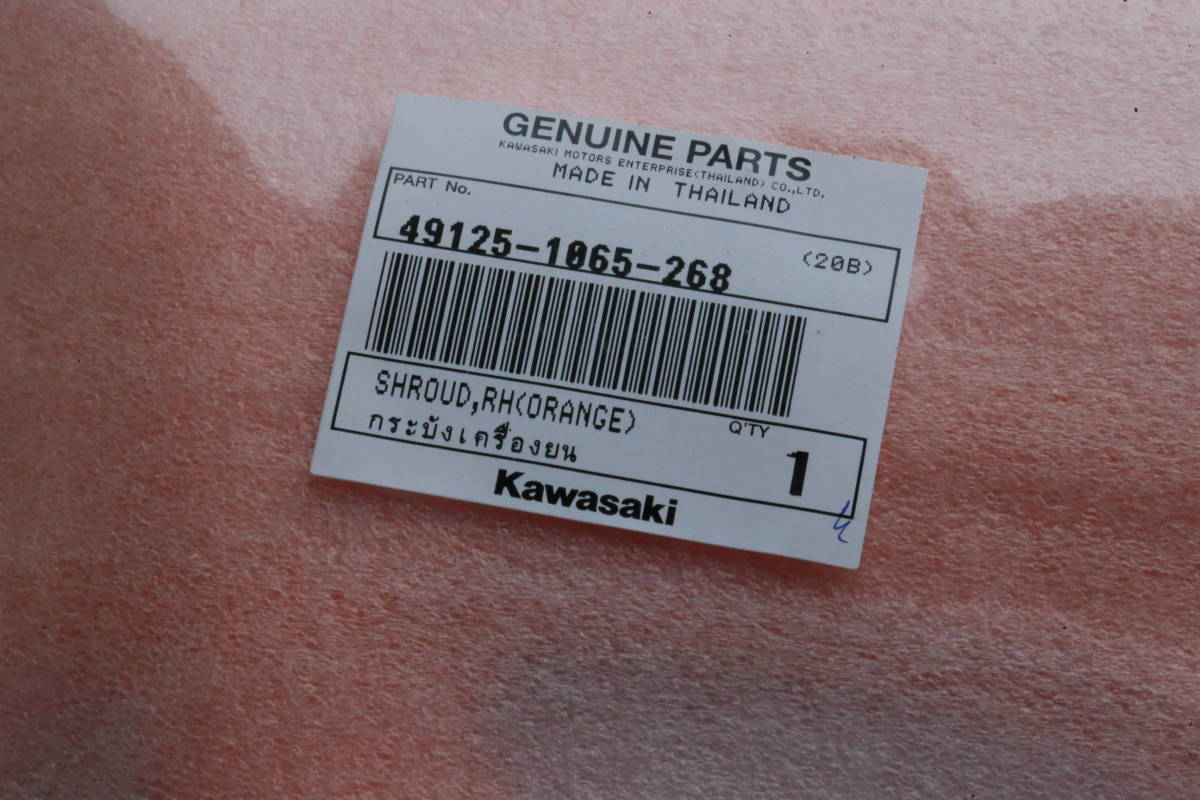 GENUINE PARTS
KAWASAKI MOTORS ENTERPRISE(THAILAND) CO.,LTD.
MADE IN THAILAND
PART No.
49125-1065-268 (20B)
SHROUD,RH(ORANGE)
กระบังเครื่องยน
Q'TY
1
Kawasaki